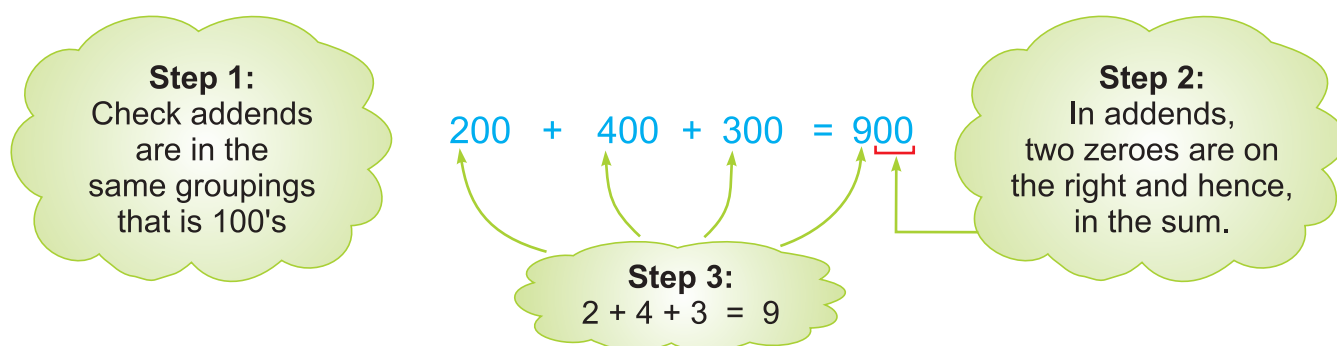 Step 1:
Check addends
are in the
same groupings
that is 100's
200 + 400 + 300 = 900
Step 2:
In addends,
two zeroes are on
the right and hence,
in the sum.
Step 3:
2 + 4 + 3 = 9